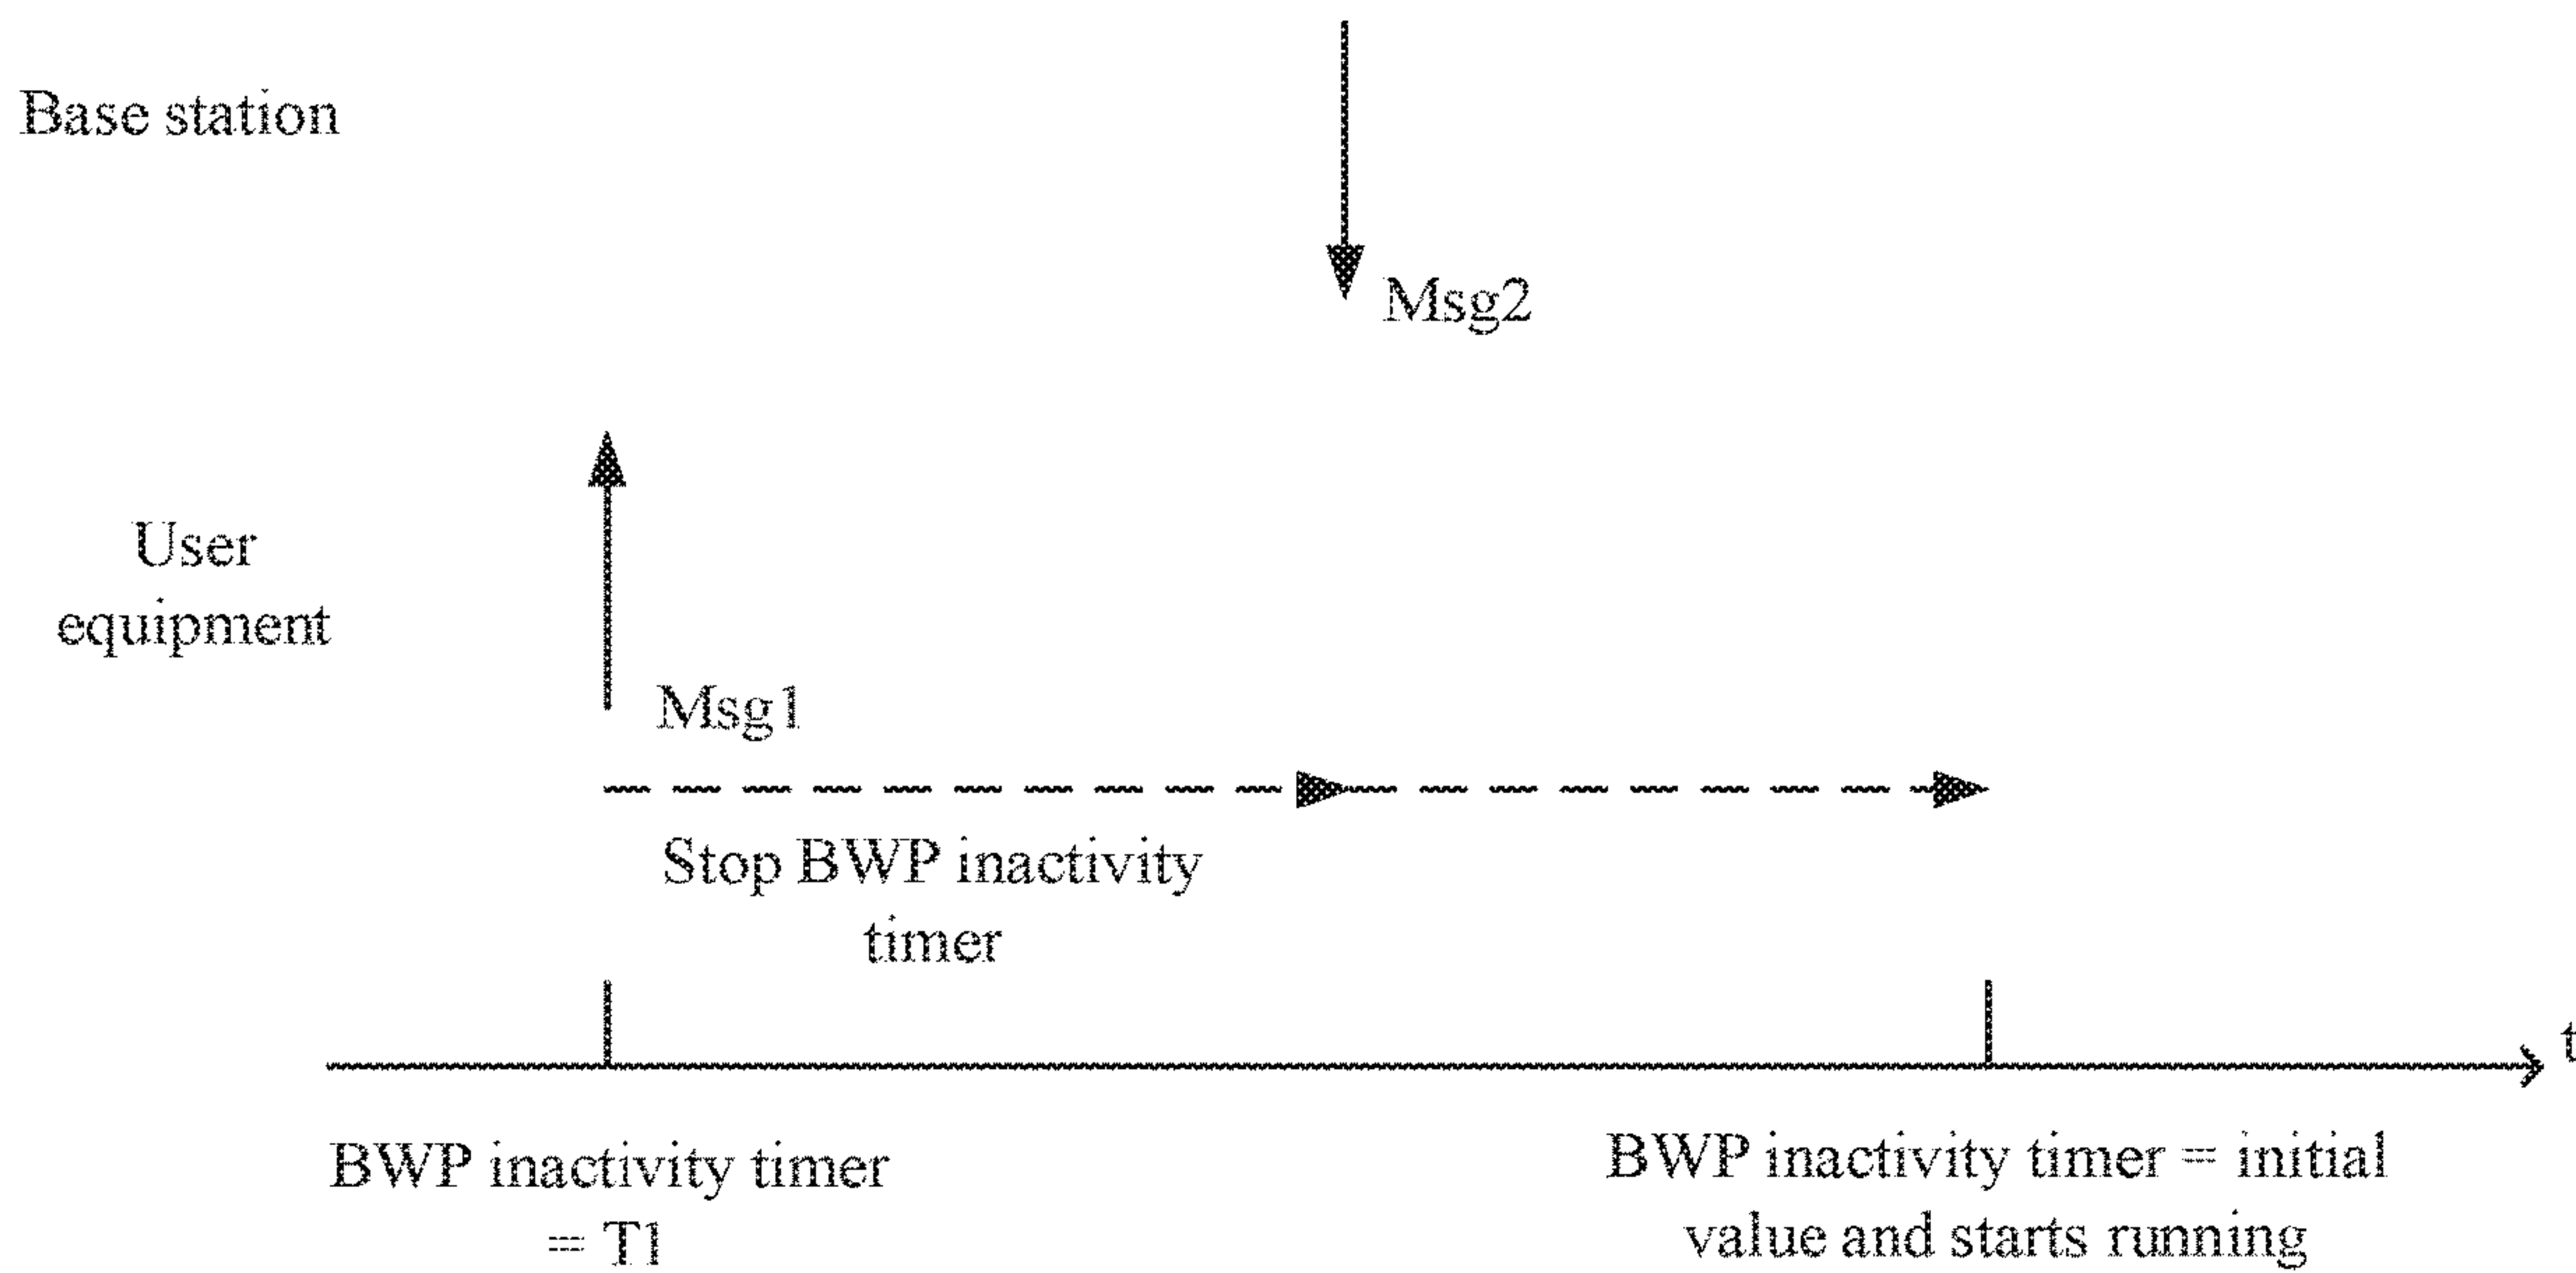 Base station
Msg2
User
equipment
Msg1
Stop BWP inactivity
timer
t
BWP inactivity timer
= T1
BWP inactivity timer = initial
value and starts running